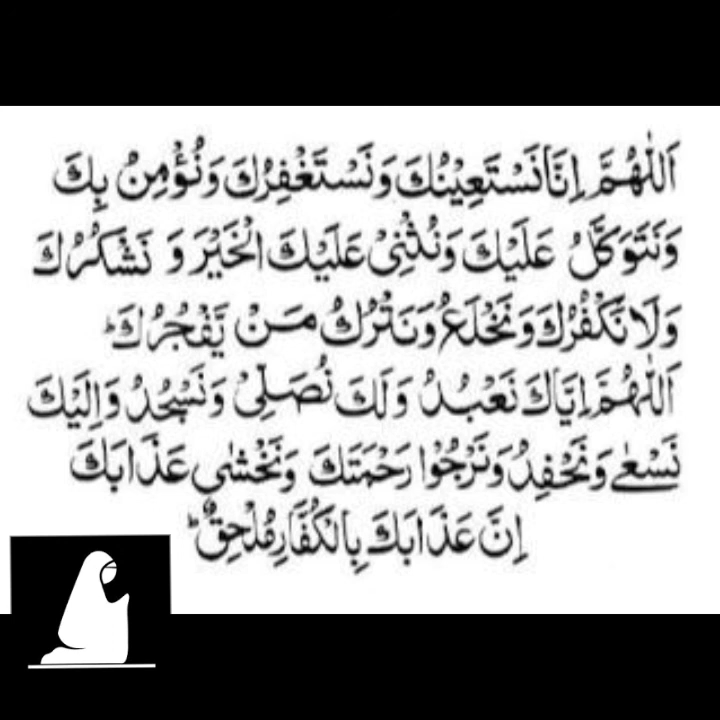 اَللّٰهُمَّ اِنَّا نَسْتَعِيْنُكَ وَنَسْتَغْفِرُكَ وَنُؤْمِنُ بِكَ
وَنَتَوَكَّلُ عَلَيْكَ وَنُثْنِيْ عَلَيْكَ الْخَيْرَ وَ نَشْكُرُكَ
وَلَا نَكْفُرُكَ وَنَخْلَعُ وَنَتْرُكُ مَنْ يَّفْجُرُكَ ؕ
اَللّٰهُمَّ اِيَّاكَ نَعْبُدُ وَلَكَ نُصَلِّيْ وَنَسْجُدُ وَاِلَيْكَ
نَسْعٰى وَنَحْفِدُ وَنَرْجُوْا رَحْمَتَكَ وَنَخْشٰى عَذَابَكَ
اِنَّ عَذَابَكَ بِالْكُفَّارِ مُلْحِقٌ ؕ